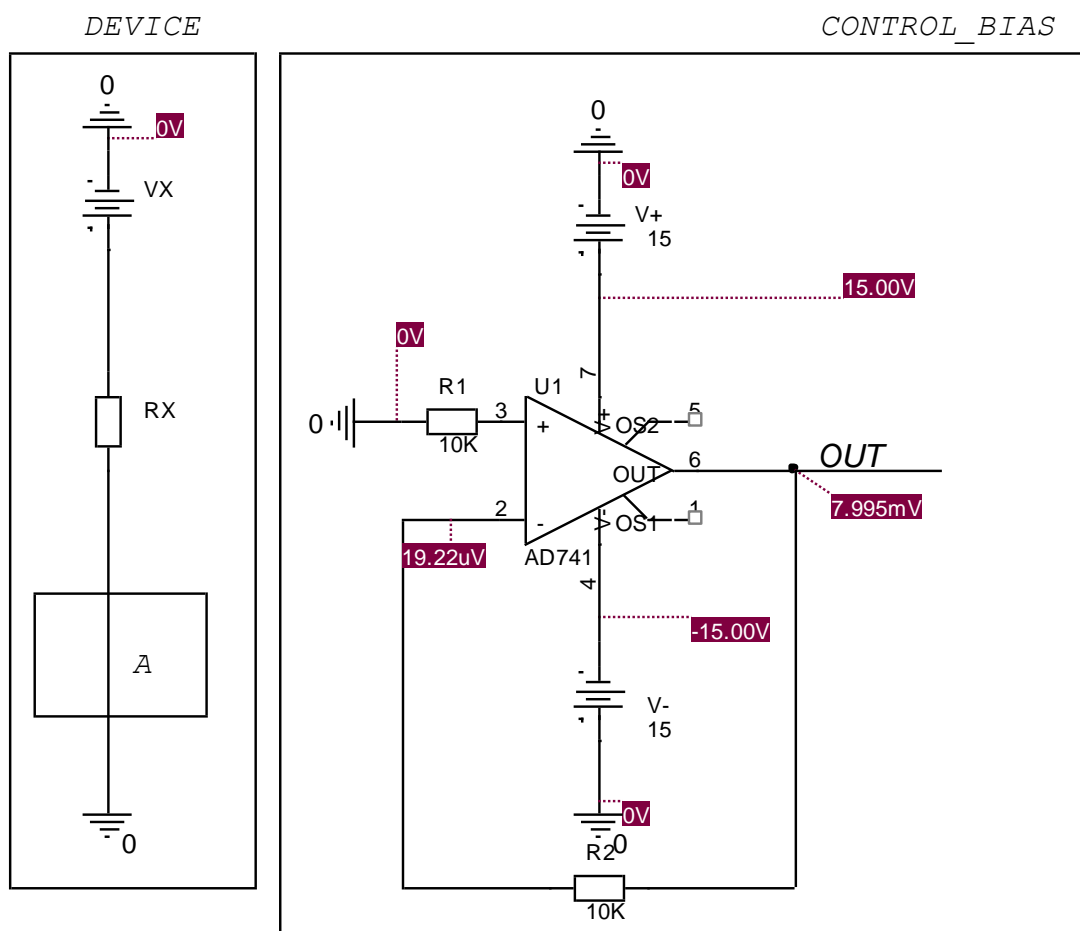 DEVICE
CONTROL_BIAS
0
0V
- VX
RX
A
0
0
0V
- V+
15
15.00V
0V
R1
U1
7
0
3
+
10K
V+
OS2
5
OUT
6
OUT
7.995mV
2
-
19.22uV
V-
OS1
1
AD741
4
-15.00V
-
V-
15
0V
0
R2
10K